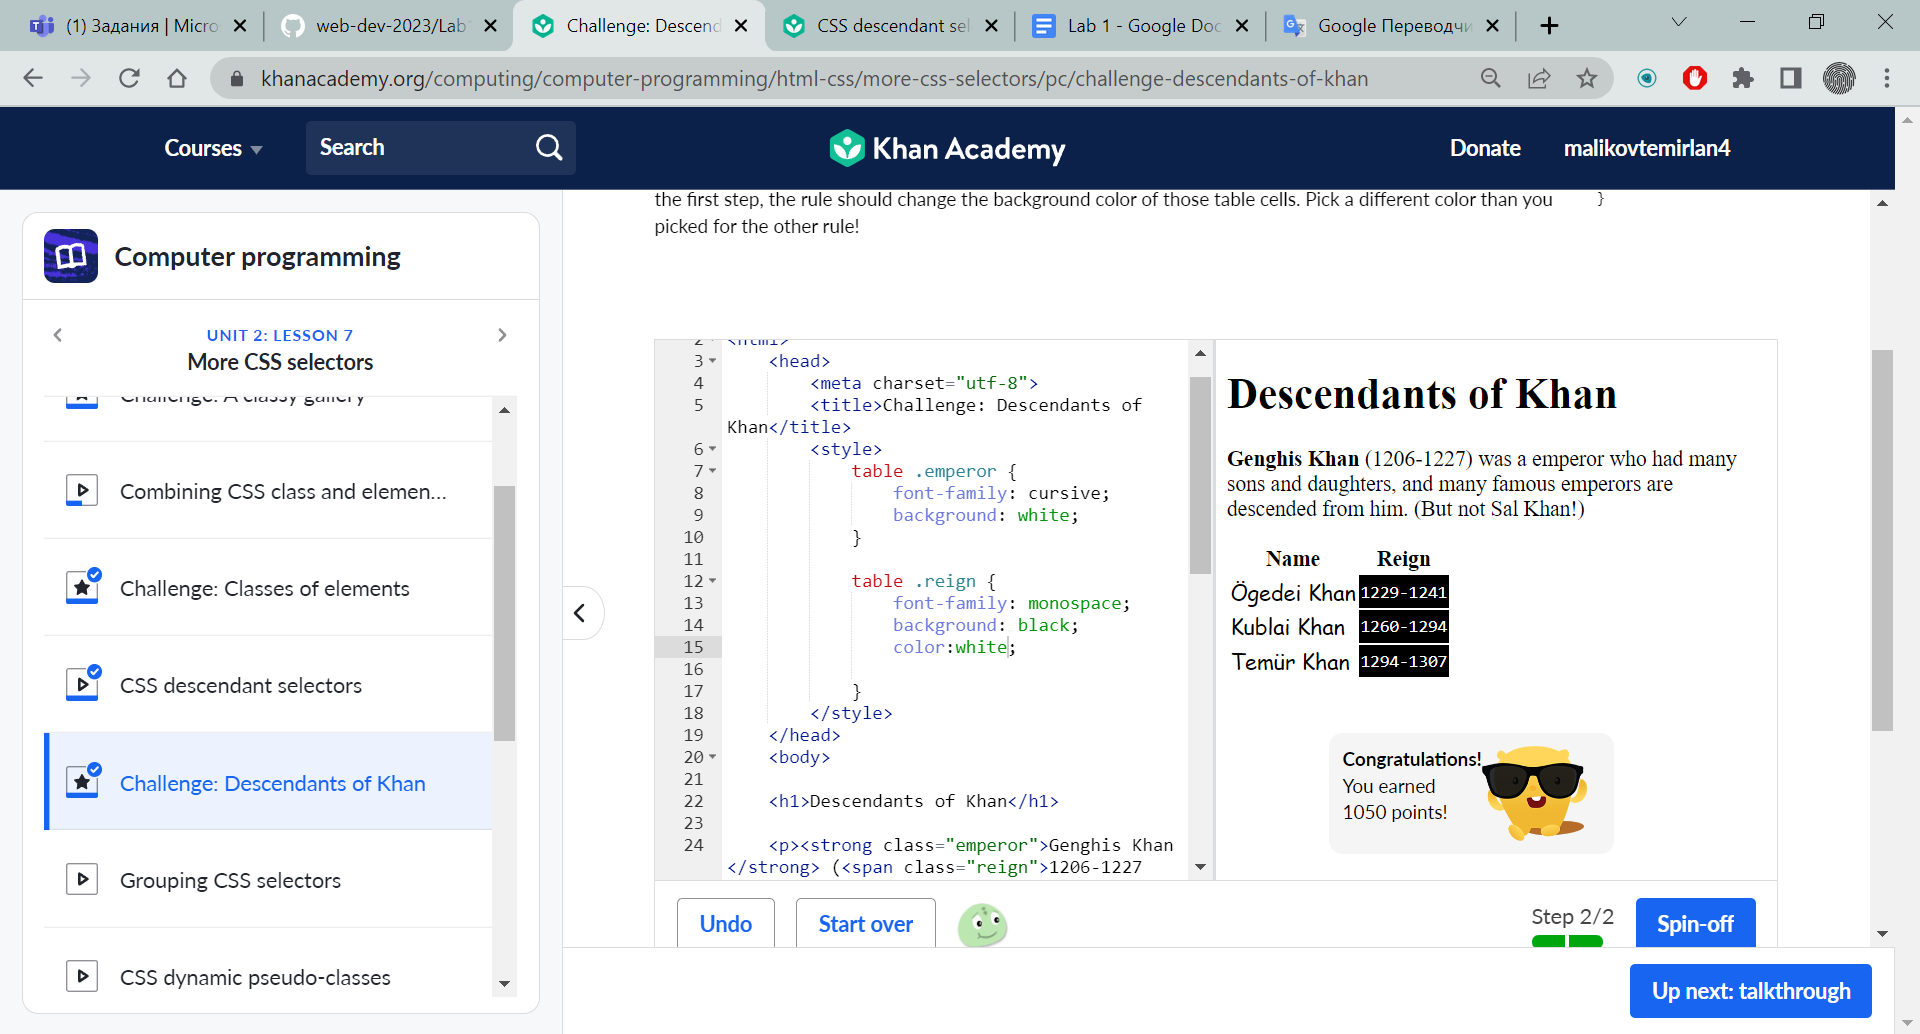 (1) Задания | Micro
web-dev-2023/Lab
Challenge: Descend
CSS descendant sel
Lab 1 - Google Doc
Google Переводчи
khanacademy.org/computing/computer-programming/html-css/more-css-selectors/pc/challenge-descendants-of-khan
Courses
Search
Khan Academy
Donate
malikovtemirlan4
Computer programming
UNIT 2: LESSON 7
More CSS selectors
Challenge: A classy gallery
Combining CSS class and elemen...
Challenge: Classes of elements
CSS descendant selectors
Challenge: Descendants of Khan
Grouping CSS selectors
CSS dynamic pseudo-classes
the first step, the rule should change the background color of those table cells. Pick a different color than you
picked for the other rule!
}
2 <html>
3 <head>
4 <meta charset="utf-8">
5 <title>Challenge: Descendants of
Khan</title>
6 <style>
7 table .emperor {
8 font-family: cursive;
9 background: white;
10 }
11
12 table .reign {
13 font-family: monospace;
14 background: black;
15 color:white;
16
17 }
18 </style>
19 </head>
20 <body>
21
22 <h1>Descendants of Khan</h1>
23
24 <p><strong class="emperor">Genghis Khan
</strong> (<span class="reign">1206-1227
Descendants of Khan
Genghis Khan (1206-1227) was a emperor who had many
sons and daughters, and many famous emperors are
descended from him. (But not Sal Khan!)
Name Reign
Ögedei Khan 1229-1241
Kublai Khan 1260-1294
Temür Khan 1294-1307
Congratulations!
You earned
1050 points!
Undo
Start over
Step 2/2
Spin-off
Up next: talkthrough